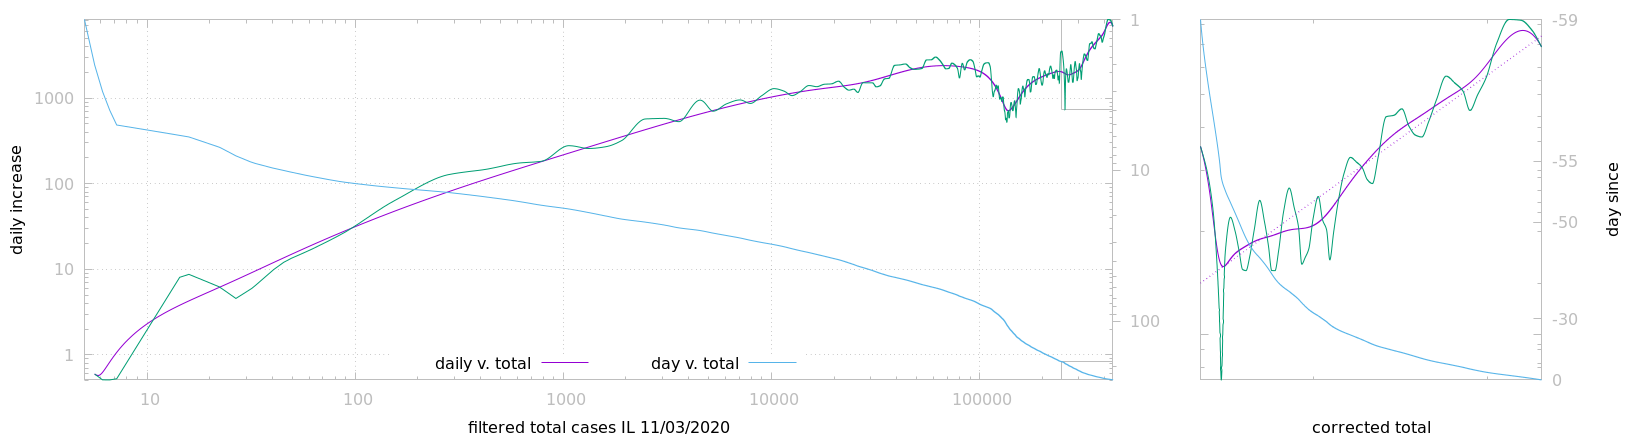 daily increase
1000
100
10
1
10
100
1000
10000
100000
daily v. total
day v. total
filtered total cases IL 11/03/2020
1
10
100
-59
-55
-50
-30
0
day since
corrected total